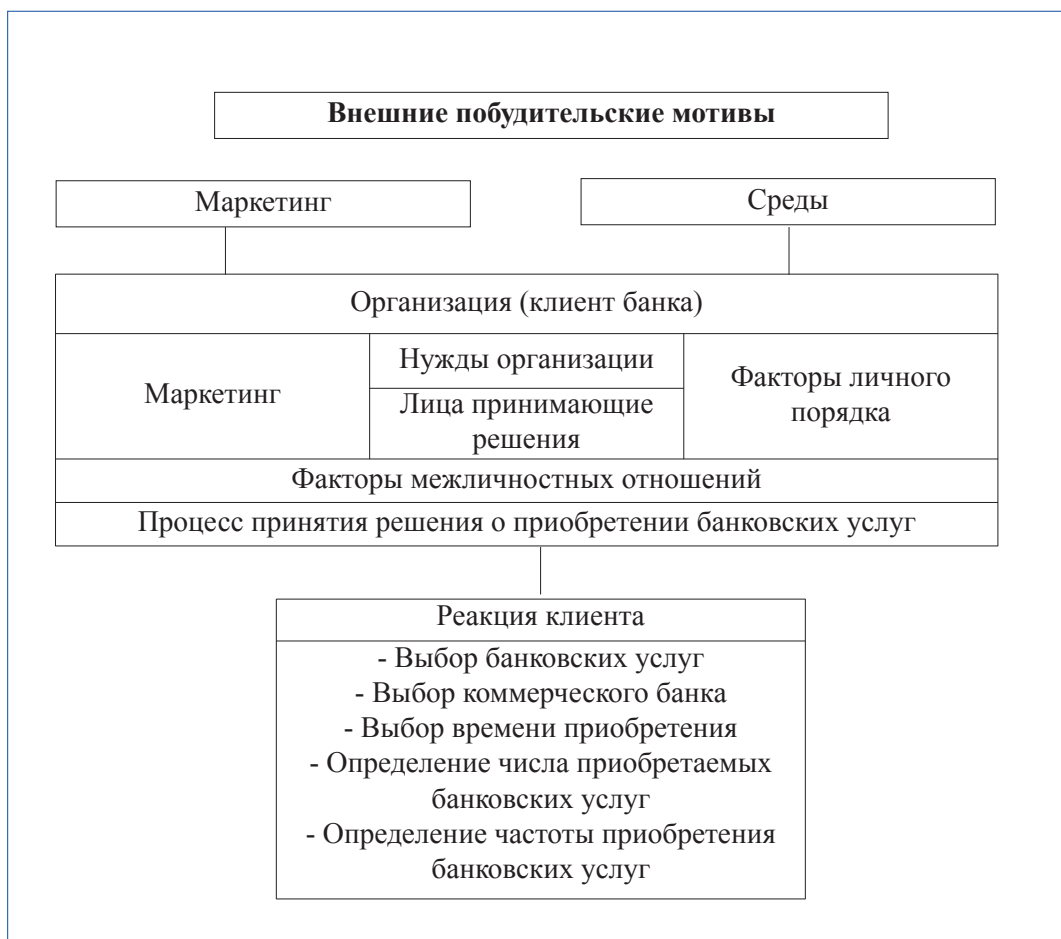 Внешние побудительские мотивы
Маркетинг
Среды
Организация (клиент банка)
Маркетинг
Нужды организации
Лица принимающие
решения
Факторы личного
порядка
Факторы межличностных отношений
Процесс принятия решения о приобретении банковских услуг
Реакция клиента
- Выбор банковских услуг
- Выбор коммерческого банка
- Выбор времени приобретения
- Определение числа приобретаемых
банковских услуг
- Определение частоты приобретения
банковских услуг